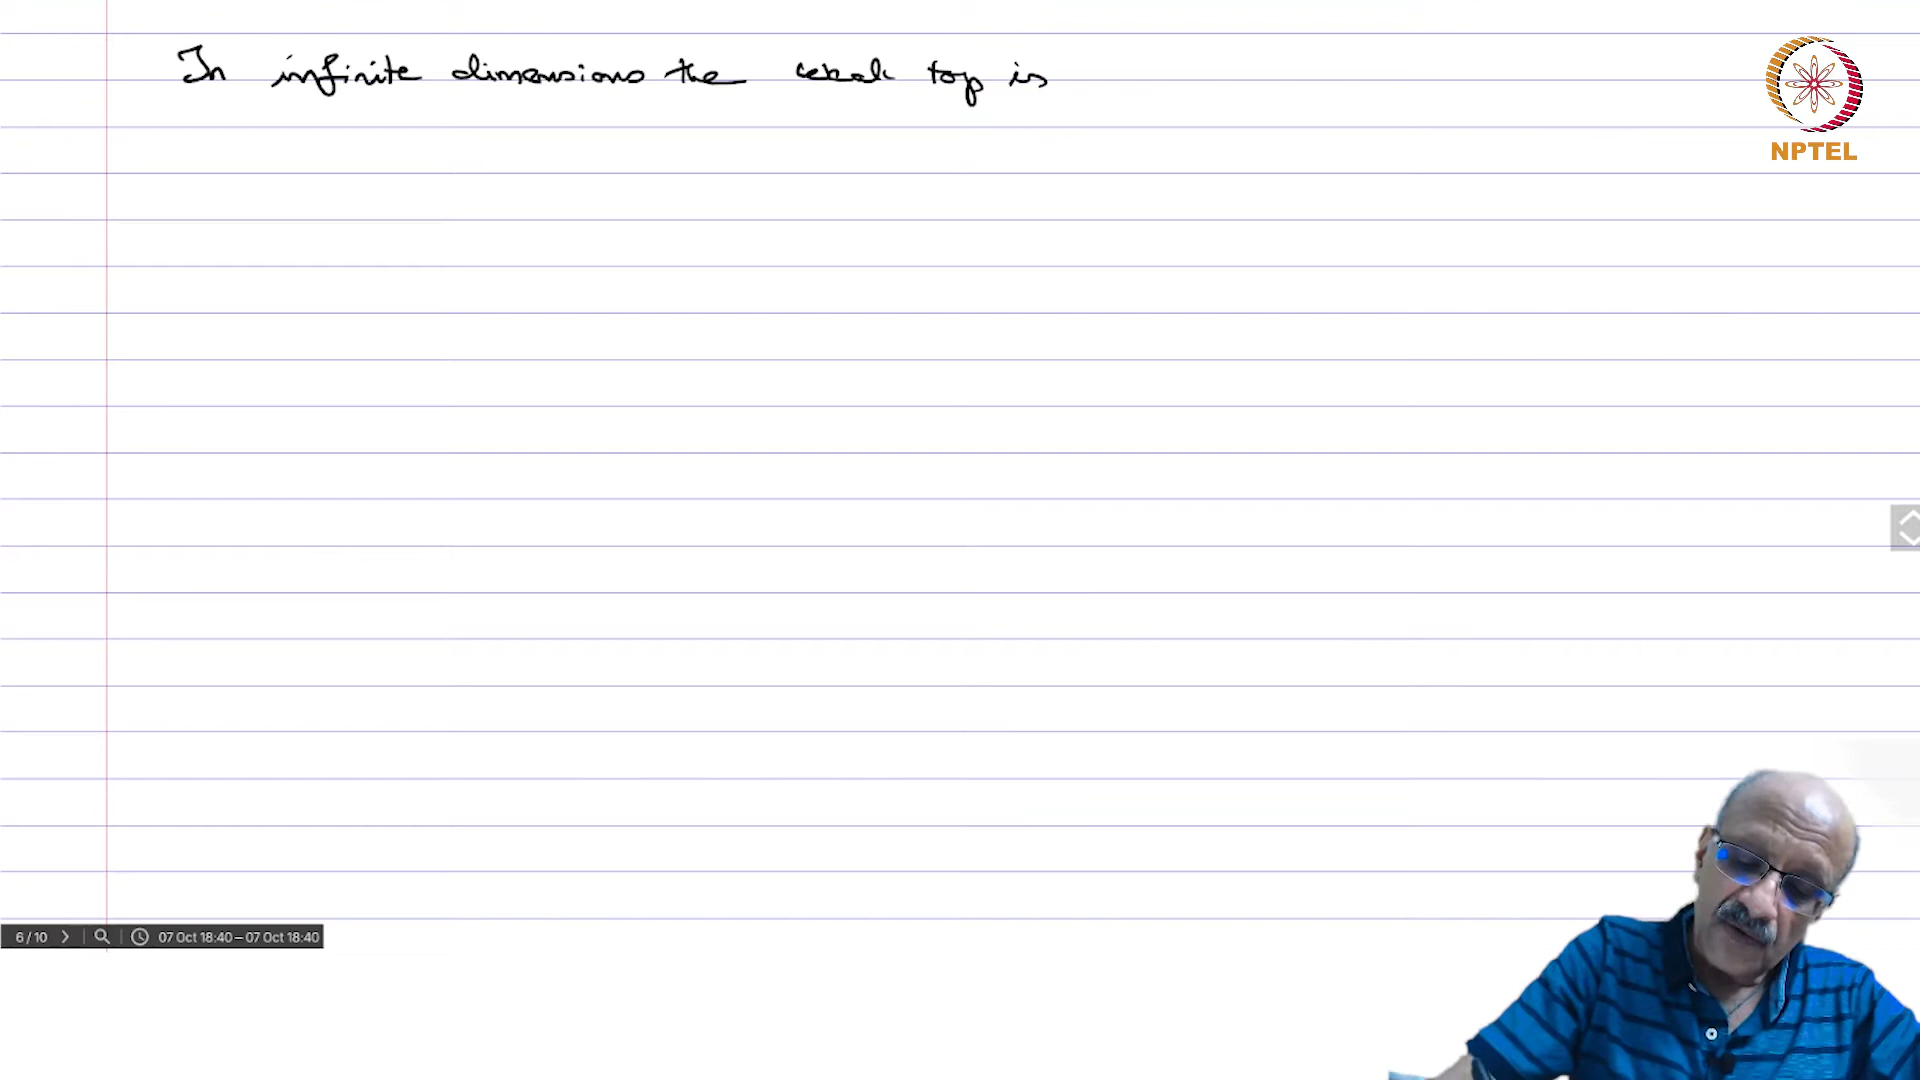 In infinite dimensions the weak top is
NPTEL
6 / 10
07 Oct 18:40 – 07 Oct 18:40